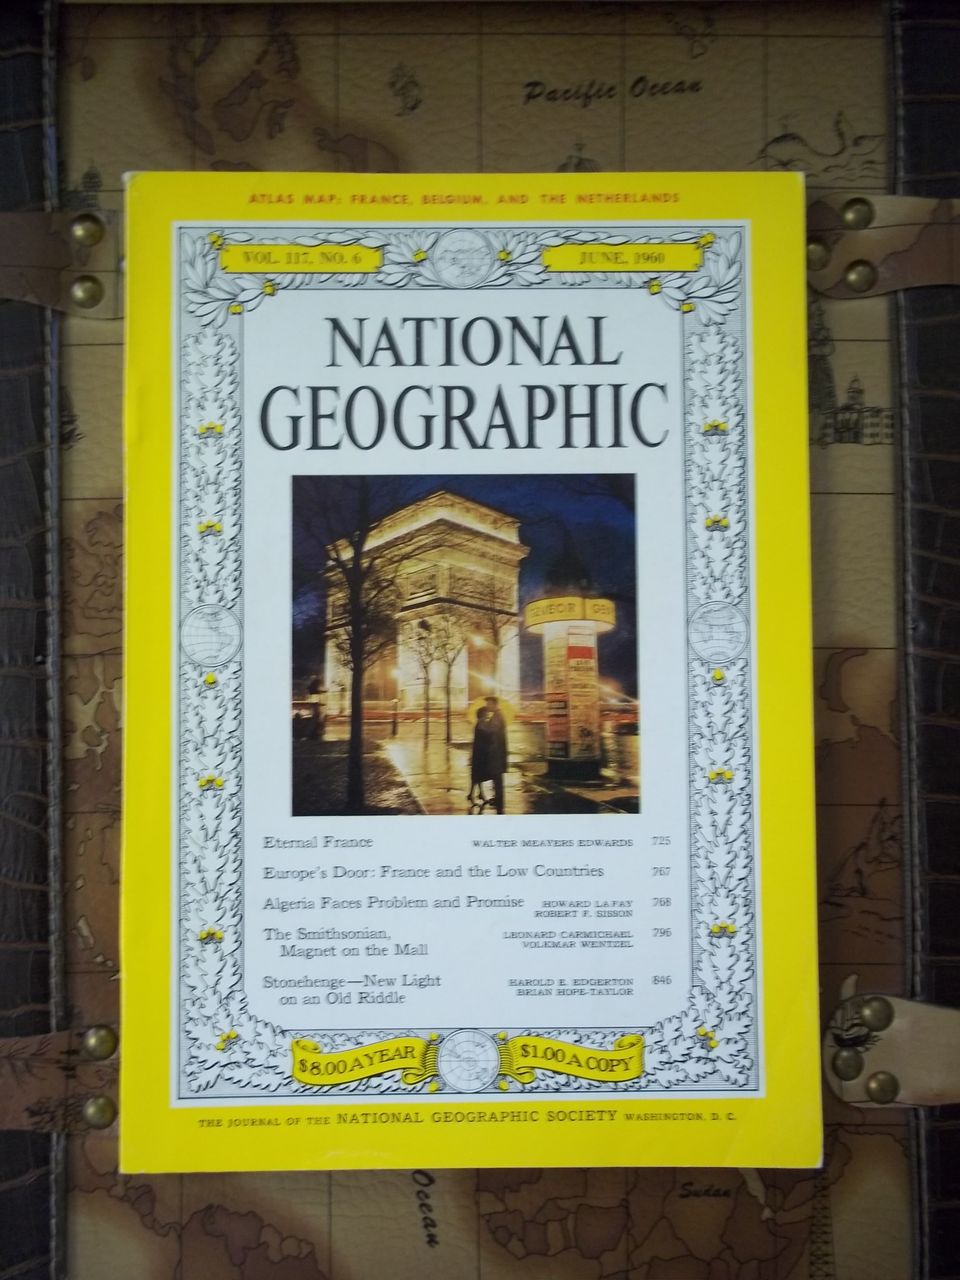 Pacific Ocean
ATLAS MAP: FRANCE, BELGIUM, AND THE NETHERLANDS
VOL. 117, NO. 6
JUNE, 1960
NATIONAL
GEOGRAPHIC
Eternal France WALTER MEAYERS EDWARDS 725
Europe's Door: France and the Low Countries 767
Algeria Faces Problem and Promise HOWARD LA FAY 768
ROBERT F. SISSON
The Smithsonian, LEONARD CARMICHAEL 796
Magnet on the Mall VOLKMAR WENTZEL
Stonehenge—New Light HAROLD E. EDGERTON 846
on an Old Riddle BRIAN HOPE-TAYLOR
$8.00 A YEAR
$1.00 A COPY
THE JOURNAL OF THE NATIONAL GEOGRAPHIC SOCIETY WASHINGTON, D. C.
Ocean
Sudan